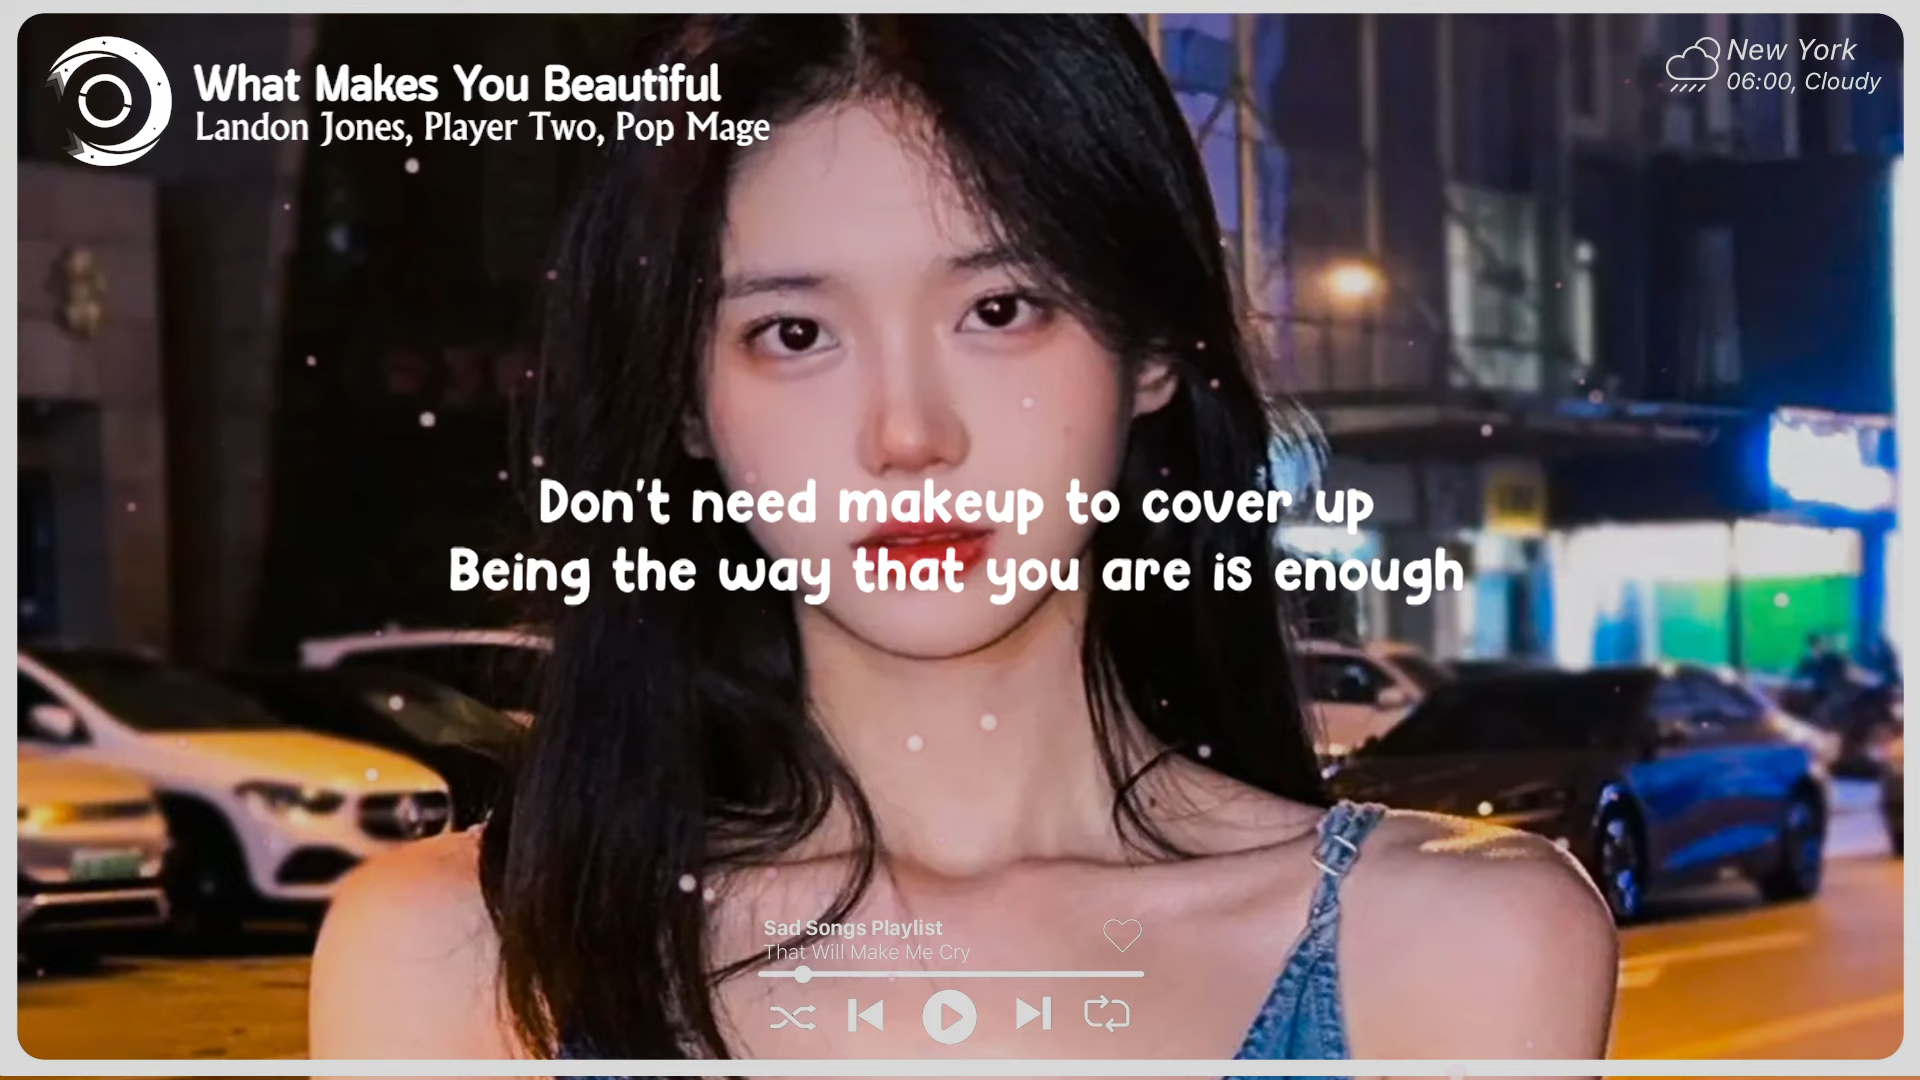 What Makes You Beautiful
Landon Jones, Player Two, Pop Mage
New York
06:00, Cloudy
Don't need makeup to cover up
Being the way that you are is enough
Sad Songs Playlist
That Will Make Me Cry